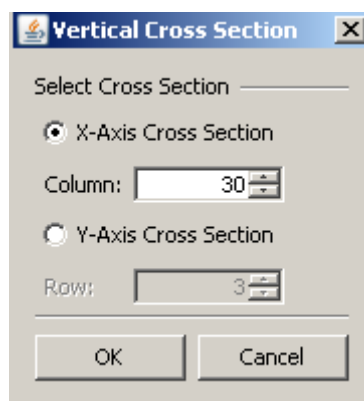 Vertical Cross Section
Select Cross Section
X-Axis Cross Section
Column: 30
Y-Axis Cross Section
Row: 3
OK Cancel